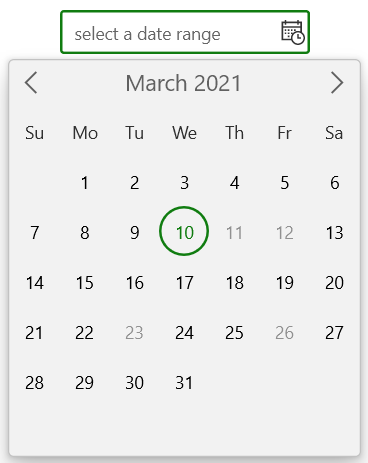 select a date range
March 2021
Su Mo Tu We Th Fr Sa
1 2 3 4 5 6
7 8 9 10 11 12 13
14 15 16 17 18 19 20
21 22 23 24 25 26 27
28 29 30 31